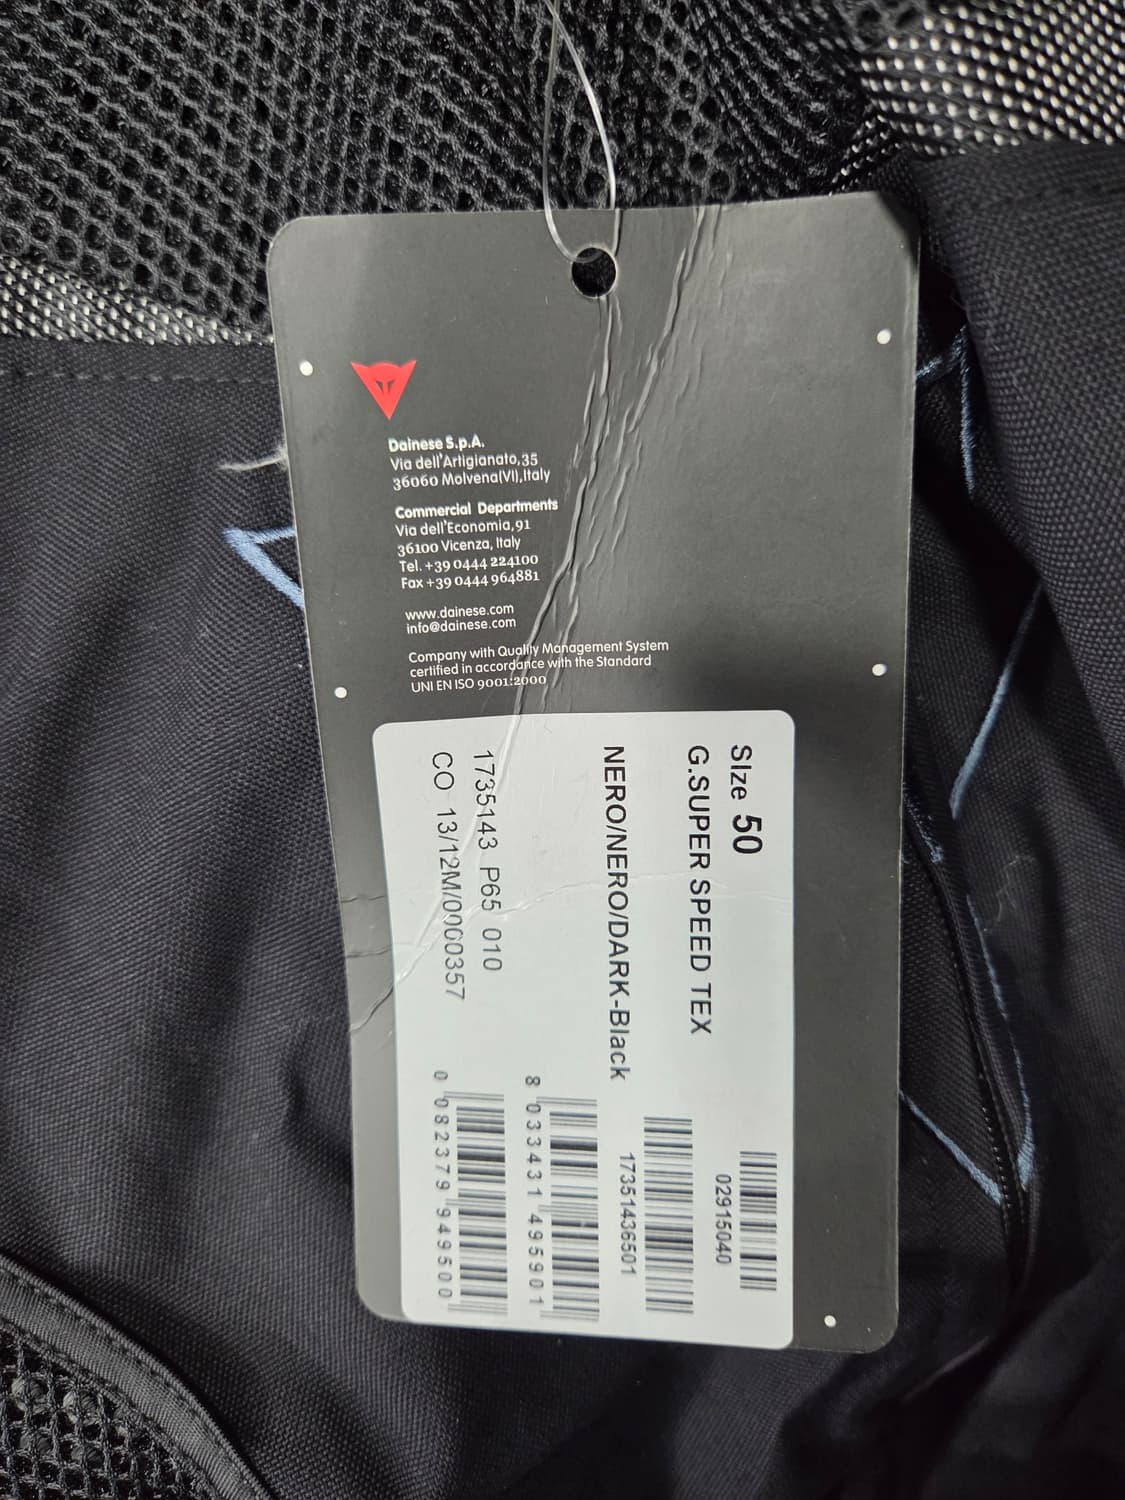 Dainese S.p.A.
Via dell'Artigianato,35
36060 Molvena(VI),Italy
Commercial Departments
Via dell'Economia,91
36100 Vicenza, Italy
Tel. +39 0444 224100
Fax +39 0444 964881
www.dainese.com
info@dainese.com
Company with Quality Management System
certified in accordance with the Standard
UNI EN ISO 9001:2000
SIze 50
G.SUPER SPEED TEX
02915040
NERO/NERO/DARK-Black
17351436501
1735143 P65 010
8 033431 495901
CO 13/12M/0000357
0 082379 949500